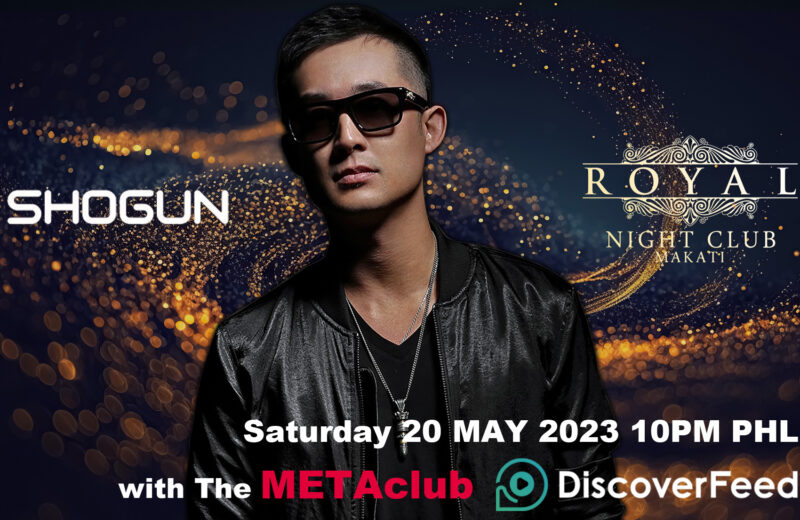 SHOGUN
ROYAL
NIGHT CLUB
MAKATI
Saturday 20 MAY 2023 10PM PHL
with The METAclub DiscoverFeed